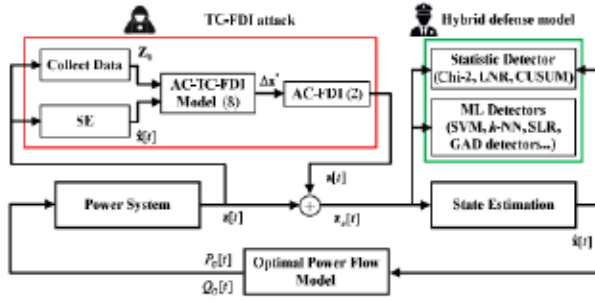 TC-FDI attack
Hybrid defense model
Collect Data
Z₀
SE
x̂[t]
AC-TC-FDI
Model (8)
Δx*
AC-FDI (2)
Statistic Detector
(Chi-2, LNR, CUSUM)
ML Detectors
(SVM, k-NN, SLR,
GAD detectors...)
a[t]
Power System
z[t]
+
zₐ[t]
State Estimation
x̂[t]
P_G[t]
Q_G[t]
Optimal Power Flow
Model